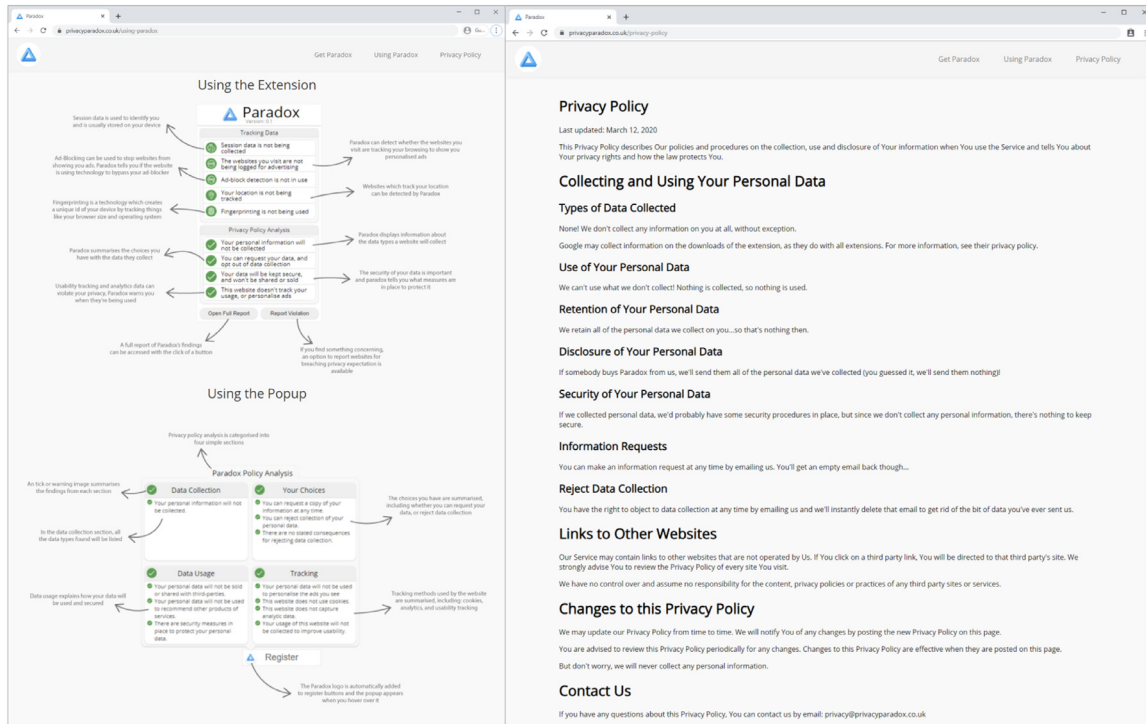 Paradox
privacyparadox.co.uk/using-paradox
Get Paradox Using Paradox Privacy Policy
Using the Extension
Paradox
Version: 0.1
Tracking Data
Session data is not being
collected
The websites you visit are not
being logged for advertising
Ad-block detection is not in use
Your location is not being
tracked
Fingerprinting is not being used
Privacy Policy Analysis
Your personal information will
not be collected
You can request your data, and
opt out of data collection
Your data will be kept secure,
and won't be shared or sold
This website doesn't track your
usage, or personalise ads
Open Full Report
Report Violation
Session data is used to identify you
and is usually stored on your device
Ad-Blocking can be used to stop websites from
showing you ads. Paradox tells you if the website
is using technology to bypass your ad-blocker
Fingerprinting is a technology which creates
a unique id of your device by tracking things
like your browser size and operating system
Paradox summarises the choices you
have with the data they collect
Usability tracking and analytics data can
violate your privacy, Paradox warns you
when they're being used
A full report of Paradox's findings
can be accessed with the click of a button
Paradox can detect whether the websites you
visit are tracking your browsing to show you
personalised ads
Websites which track your location
can be detected by Paradox
Paradox displays information about
the data types a website will collect
The security of your data is important
and paradox tells you what measures are
in place to protect it
If you find something concerning,
an option to report websites for
breaching privacy expectation is
available
Using the Popup
Privacy policy analysis is categorised into
four simple sections
Paradox Policy Analysis
An tick or warning image summarises
the findings from each section
In the data collection section, all
the data types found will be listed
Data Collection
Your personal information will not
be collected.
Your Choices
You can request a copy of your
information at any time.
You can reject collection of your
personal data.
There are no stated consequences
for rejecting data collection.
The choices you have are summarised,
including whether you can request your
data, or reject data collection
Data usage explains how your data will
be used and secured
Data Usage
Your personal data will not be sold
or shared with third-parties.
Your personal data will not be used
to recommend other products of
services.
There are security measures in
place to protect your personal
data.
Tracking
Your personal data will not be used
to personalise the ads you see
This website does not use cookies.
This website does not capture
analytic data.
Your usage of this website will not
be collected to improve usability.
Tracking methods used by the website
are summarised, including: cookies,
analytics, and usability tracking
Register
The Paradox logo is automatically added
to register buttons and the popup appears
when you hover over it
Paradox
privacyparadox.co.uk/privacy-policy
Get Paradox Using Paradox Privacy Policy
Privacy Policy
Last updated: March 12, 2020
This Privacy Policy describes Our policies and procedures on the collection, use and disclosure of Your information when You use the Service and tells You about
Your privacy rights and how the law protects You.
Collecting and Using Your Personal Data
Types of Data Collected
None! We don't collect any information on you at all, without exception.
Google may collect information on the downloads of the extension, as they do with all extensions. For more information, see their privacy policy.
Use of Your Personal Data
We can't use what we don't collect! Nothing is collected, so nothing is used.
Retention of Your Personal Data
We retain all of the personal data we collect on you...so that's nothing then.
Disclosure of Your Personal Data
If somebody buys Paradox from us, we'll send them all of the personal data we've collected (you guessed it, we'll send them nothing)!
Security of Your Personal Data
If we collected personal data, we'd probably have some security procedures in place, but since we don't collect any personal information, there's nothing to keep
secure.
Information Requests
You can make an information request at any time by emailing us. You'll get an empty email back though...
Reject Data Collection
You have the right to object to data collection at any time by emailing us and we'll instantly delete that email to get rid of the bit of data you've ever sent us.
Links to Other Websites
Our Service may contain links to other websites that are not operated by Us. If You click on a third party link, You will be directed to that third party's site. We
strongly advise You to review the Privacy Policy of every site You visit.
We have no control over and assume no responsibility for the content, privacy policies or practices of any third party sites or services.
Changes to this Privacy Policy
We may update our Privacy Policy from time to time. We will notify You of any changes by posting the new Privacy Policy on this page.
You are advised to review this Privacy Policy periodically for any changes. Changes to this Privacy Policy are effective when they are posted on this page.
But don't worry, we will never collect any personal information.
Contact Us
If you have any questions about this Privacy Policy, You can contact us by email: privacy@privacyparadox.co.uk